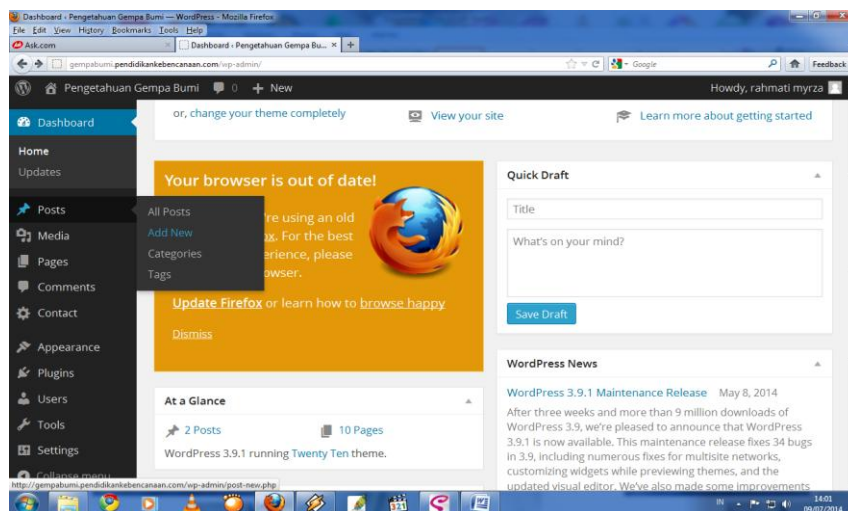 Dashboard ‹ Pengetahuan Gempa Bumi — WordPress - Mozilla Firefox
File Edit View History Bookmarks Tools Help
Ask.com
Dashboard ‹ Pengetahuan Gempa Bu...
gempabumi.pendidikankebencanaan.com/wp-admin/
Google
Feedback
Pengetahuan Gempa Bumi 0 + New
Howdy, rahmati myrza
Dashboard
Home
Updates
Posts
Media
Pages
Comments
Contact
Appearance
Plugins
Users
Tools
Settings
Collapse menu
All Posts
Add New
Categories
Tags
or, change your theme completely
View your site
Learn more about getting started
Your browser is out of date!
're using an old
. For the best
erience, please
owser.
Update Firefox or learn how to browse happy
Dismiss
At a Glance
2 Posts
10 Pages
WordPress 3.9.1 running Twenty Ten theme.
Quick Draft
Title
What's on your mind?
Save Draft
WordPress News
WordPress 3.9.1 Maintenance Release May 8, 2014
After three weeks and more than 9 million downloads of
WordPress 3.9, we're pleased to announce that WordPress
3.9.1 is now available. This maintenance release fixes 34 bugs
in 3.9, including numerous fixes for multisite networks,
customizing widgets while previewing themes, and the
updated visual editor. We've also made some improvements
http://gempabumi.pendidikankebencanaan.com/wp-admin/post-new.php
321
IN
14:01
09/07/2014